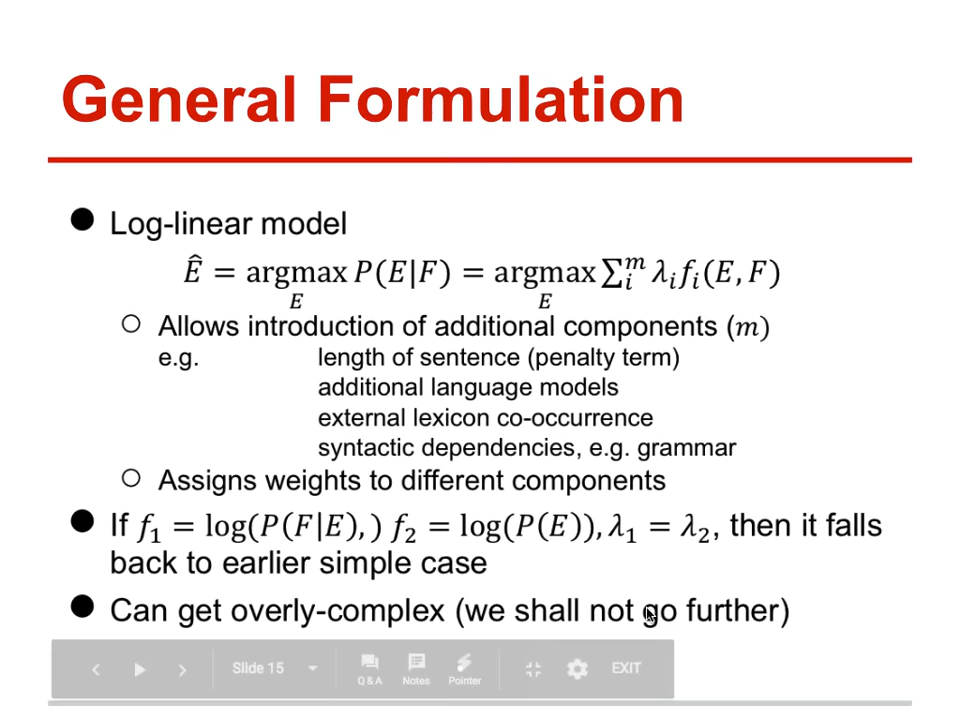 General Formulation
● Log-linear model
Ê = argmax P(E|F) = argmax ∑ᵢᵐ λᵢfᵢ(E, F)
E E
○ Allows introduction of additional components (m)
e.g. length of sentence (penalty term)
additional language models
external lexicon co-occurrence
syntactic dependencies, e.g. grammar
○ Assigns weights to different components
● If f₁ = log(P(F|E),) f₂ = log(P(E)), λ₁ = λ₂, then it falls
back to earlier simple case
● Can get overly-complex (we shall not go further)
Slide 15 Q & A Notes Pointer EXIT